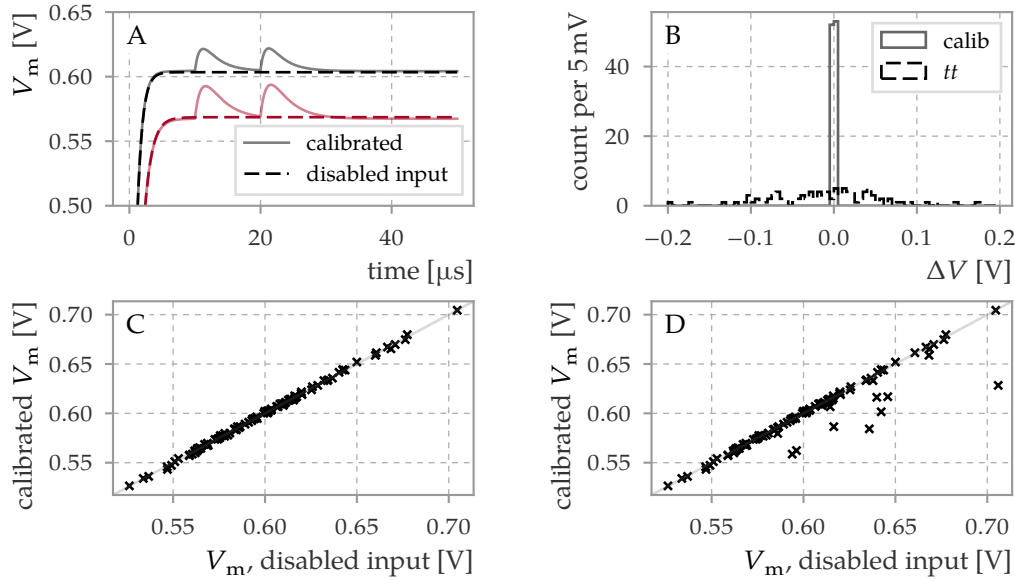 A
V_m [V]
0.65
0.60
0.55
0.50
calibrated
disabled input
0
20
40
time [μs]
B
count per 5 mV
40
20
0
calib
tt
−0.2
−0.1
0.0
0.1
0.2
ΔV [V]
C
calibrated V_m [V]
0.70
0.65
0.60
0.55
0.55
0.60
0.65
0.70
V_m, disabled input [V]
D
calibrated V_m [V]
0.70
0.65
0.60
0.55
0.55
0.60
0.65
0.70
V_m, disabled input [V]